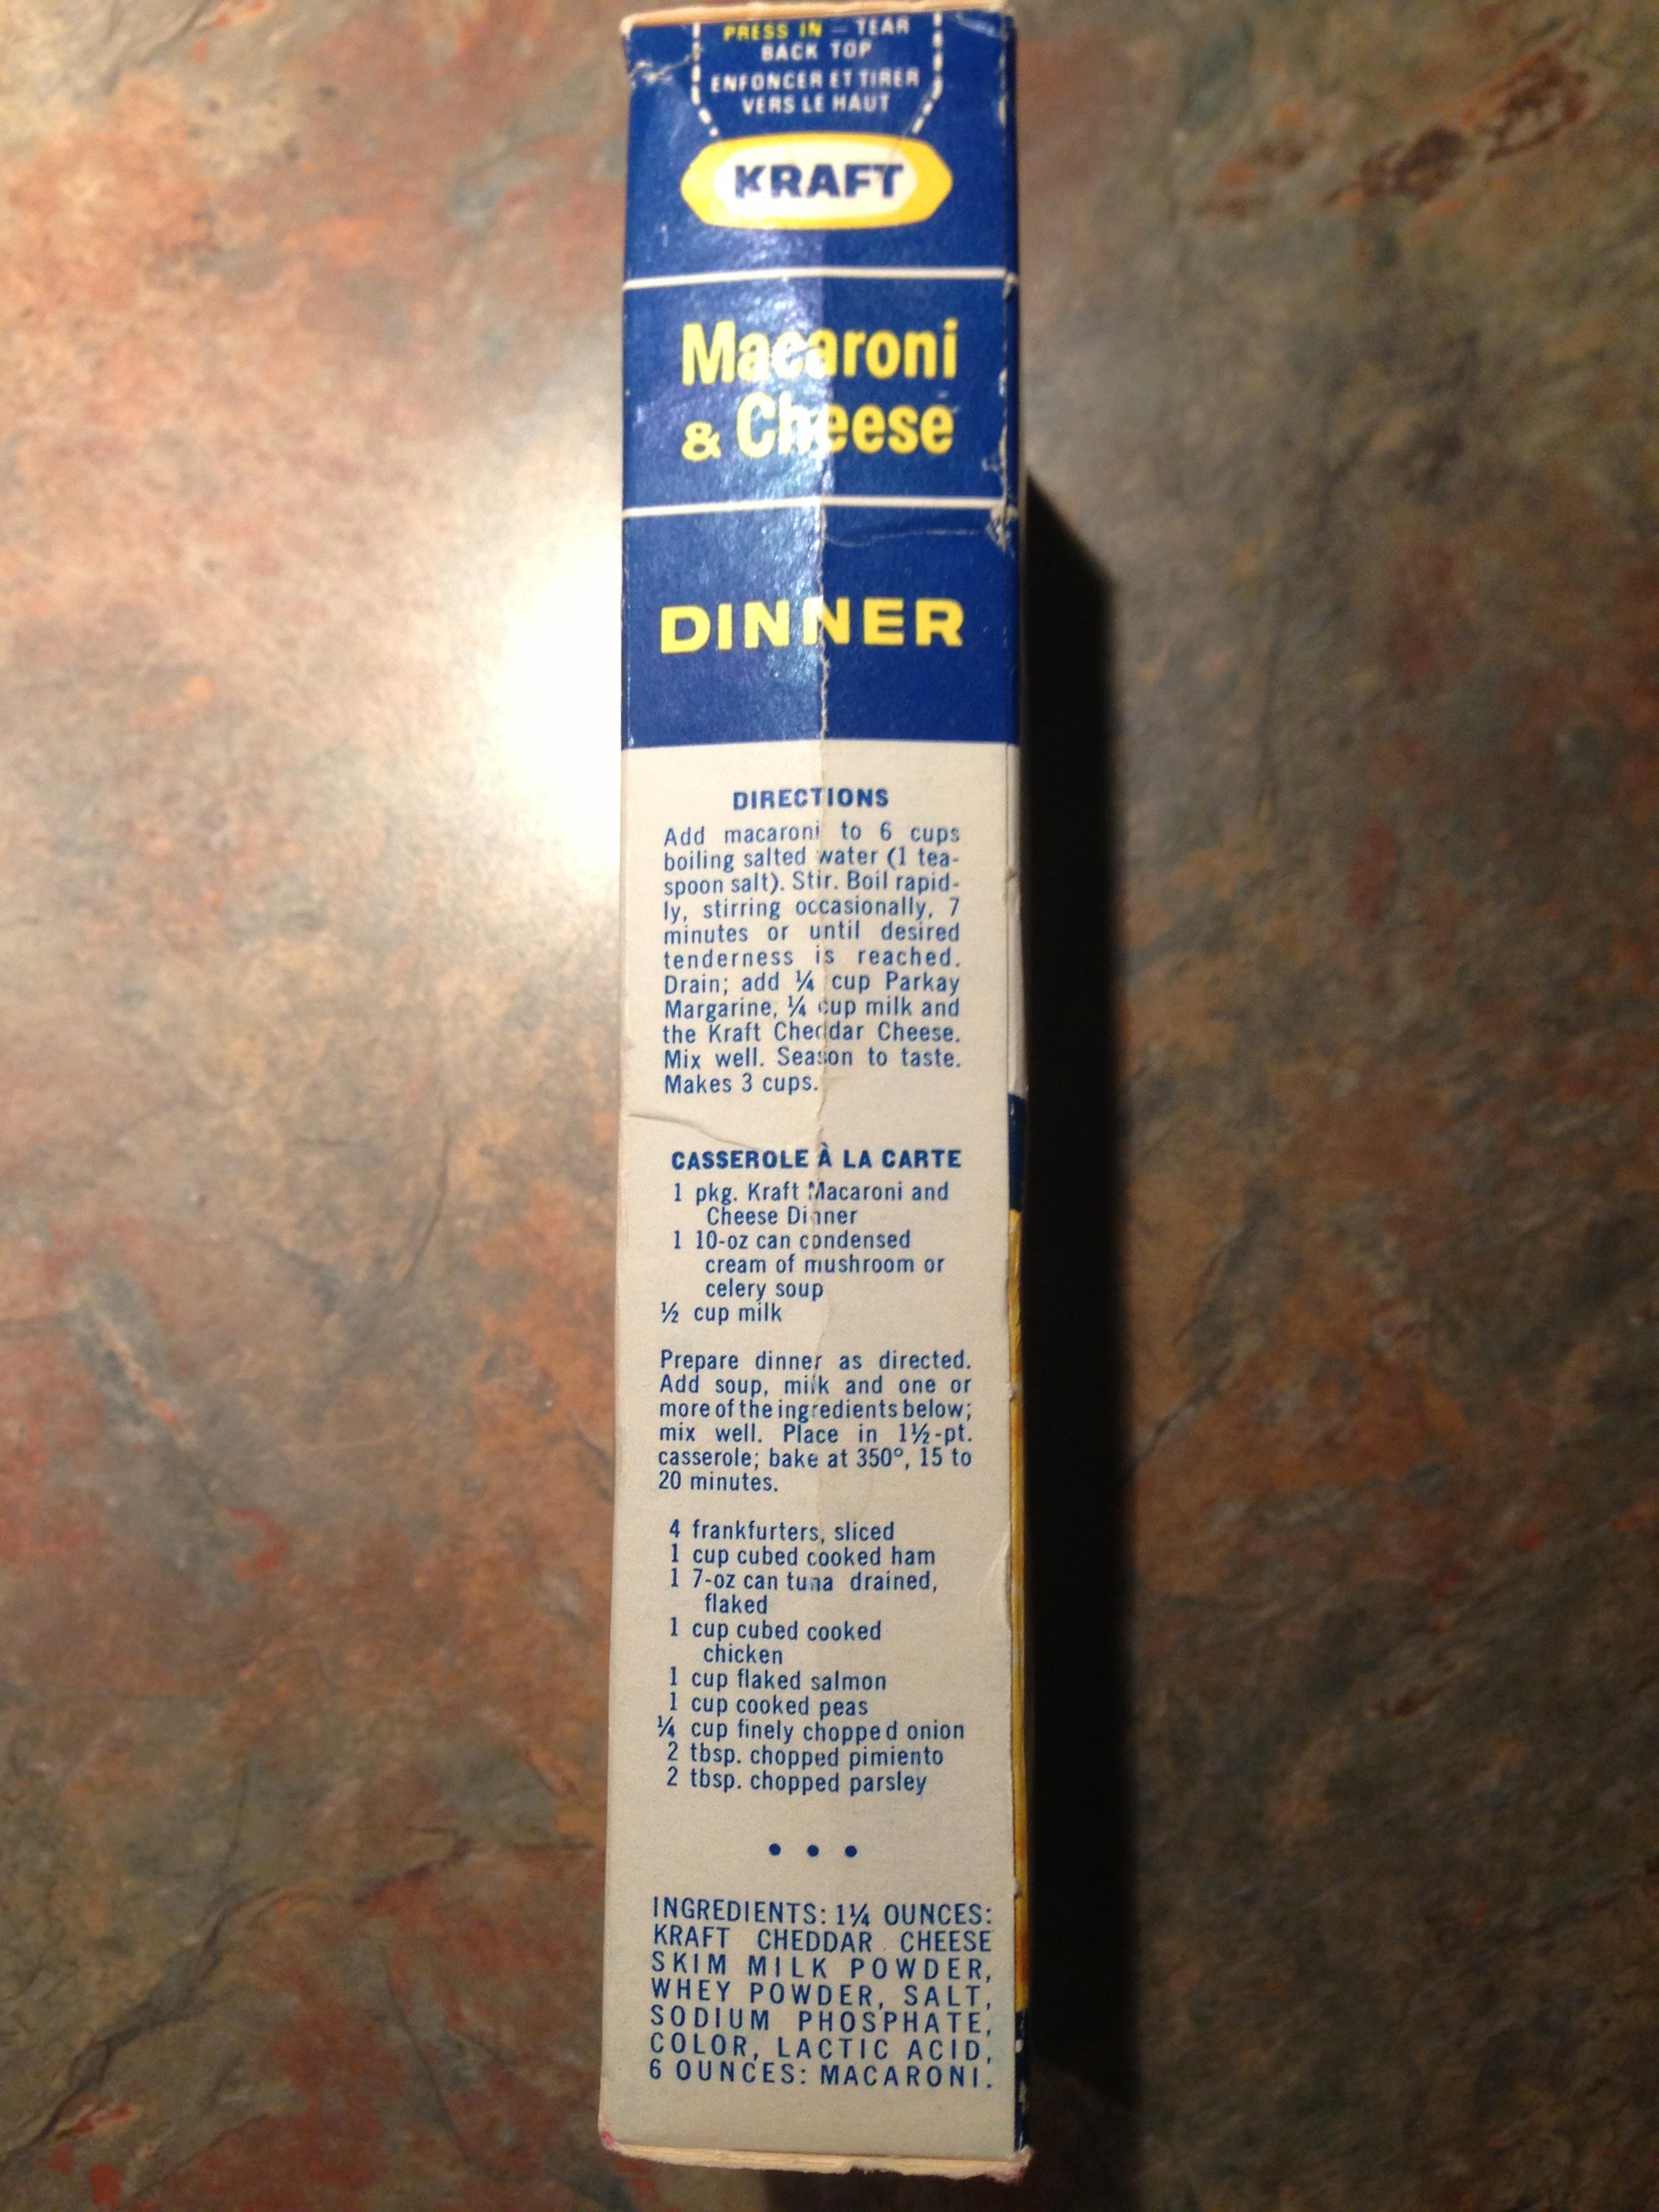 PRESS IN — TEAR
BACK TOP
ENFONCER ET TIRER
VERS LE HAUT
KRAFT
Macaroni
& Cheese
DINNER
DIRECTIONS
Add macaroni to 6 cups
boiling salted water (1 tea-
spoon salt). Stir. Boil rapid-
ly, stirring occasionally, 7
minutes or until desired
tenderness is reached.
Drain; add ¼ cup Parkay
Margarine, ¼ cup milk and
the Kraft Cheddar Cheese.
Mix well. Season to taste.
Makes 3 cups.
CASSEROLE À LA CARTE
1 pkg. Kraft Macaroni and
Cheese Dinner
1 10-oz can condensed
cream of mushroom or
celery soup
½ cup milk
Prepare dinner as directed.
Add soup, milk and one or
more of the ingredients below;
mix well. Place in 1½-pt.
casserole; bake at 350°, 15 to
20 minutes.
4 frankfurters, sliced
1 cup cubed cooked ham
1 7-oz can tuna drained,
flaked
1 cup cubed cooked
chicken
1 cup flaked salmon
1 cup cooked peas
¼ cup finely chopped onion
2 tbsp. chopped pimiento
2 tbsp. chopped parsley
• • •
INGREDIENTS: 1¼ OUNCES:
KRAFT CHEDDAR CHEESE
SKIM MILK POWDER,
WHEY POWDER, SALT,
SODIUM PHOSPHATE,
COLOR, LACTIC ACID,
6 OUNCES: MACARONI.